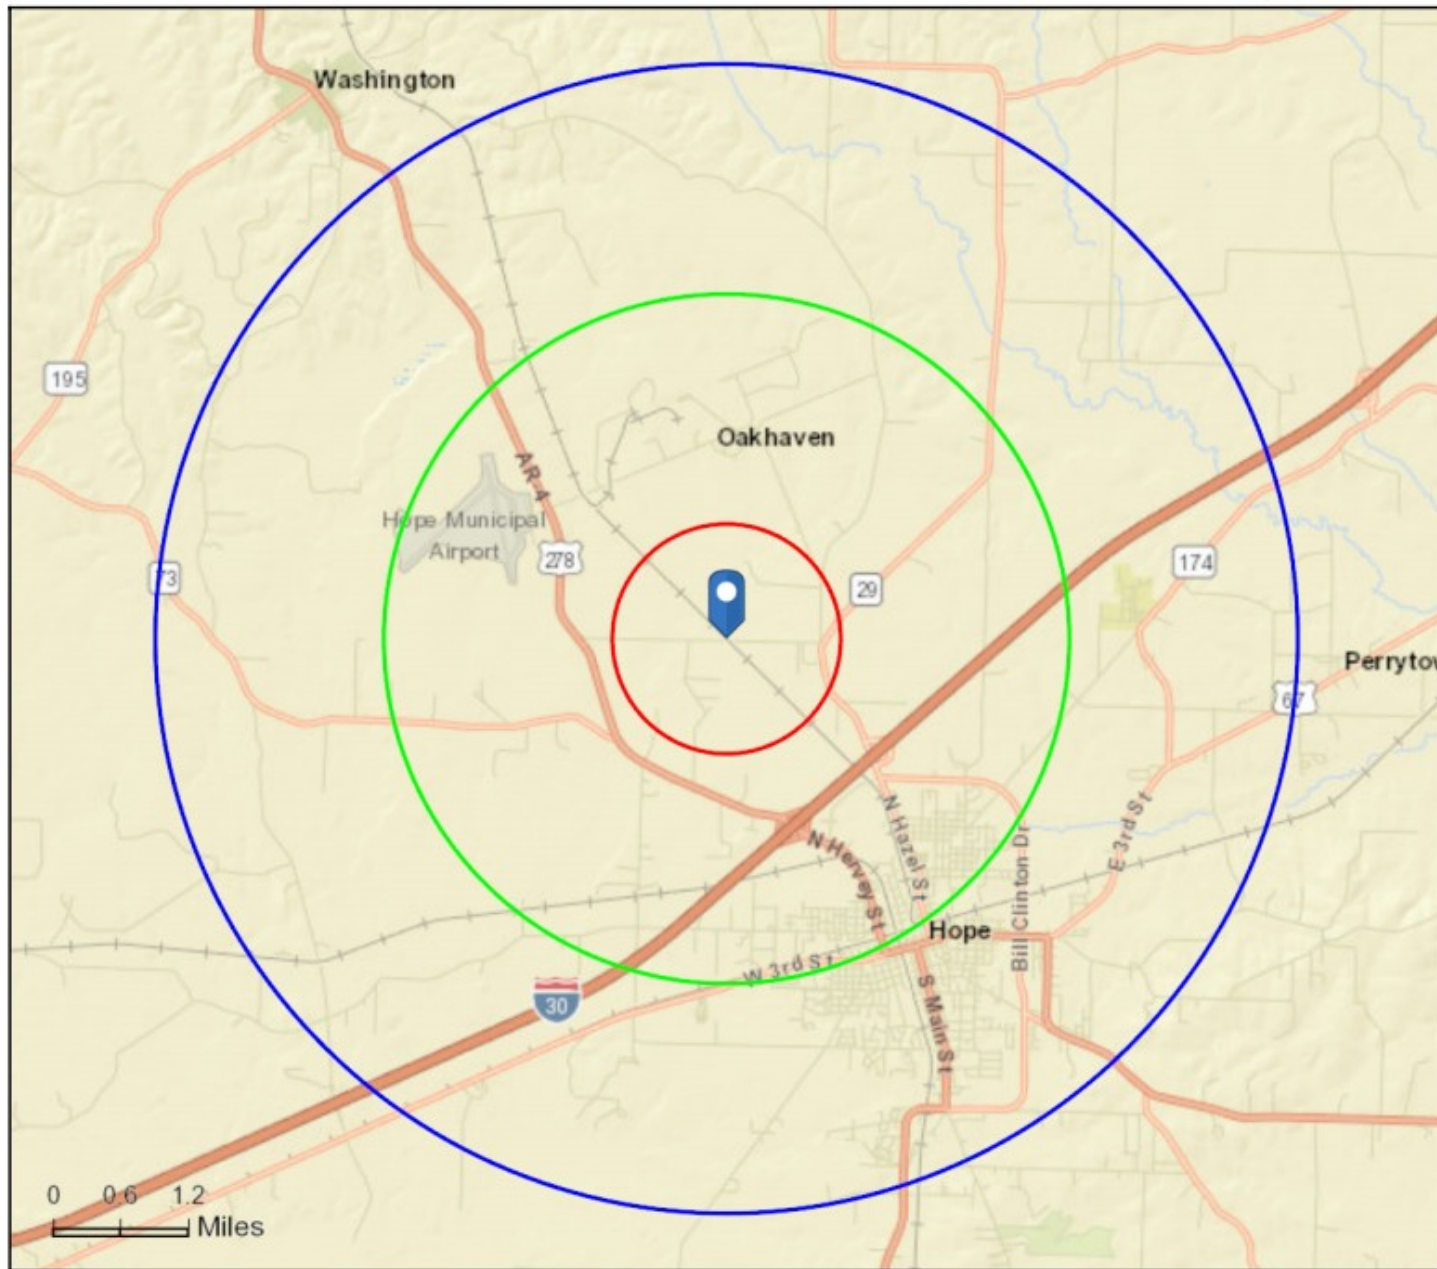 Washington
195
Oakhaven
AR-4
Hope Municipal
Airport
278
73
29
174
67
N Hazel St
N Hervey St
Bill Clinton Dr
E 3rd St
Hope
W 3rd St
S Main St
30
0 0.6 1.2
Miles